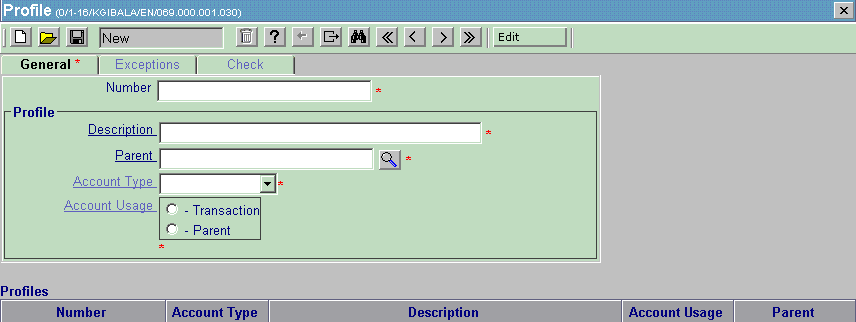 Profile (0/1-16/KGIBALA/EN/069.000.001.030)
New ? Edit
General * Exceptions Check
Number *
Profile
Description *
Parent *
Account Type *
Account Usage - Transaction
- Parent
*
Profiles
Number Account Type Description Account Usage Parent